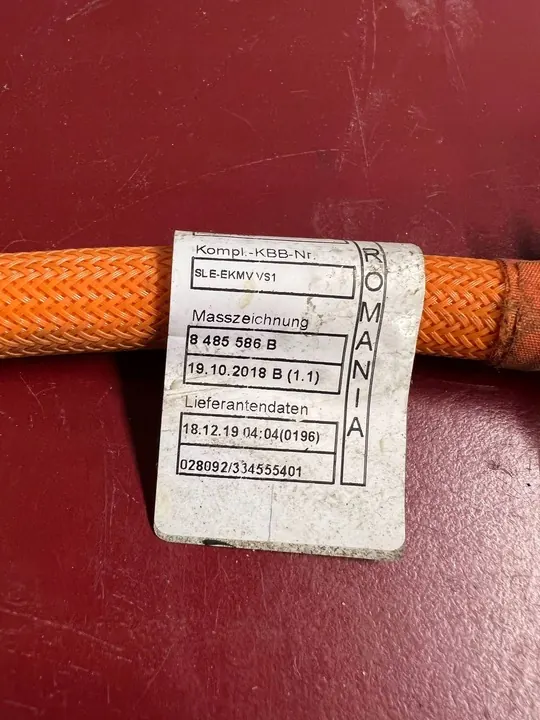 Kompl.-KBB-Nr.
SLE-EKMV VS1
Masszeichnung
8 485 586 B
19.10.2018 B (1.1)
Lieferantendaten
18.12.19 04:04(0196)
028092/334555401
ROMANIA